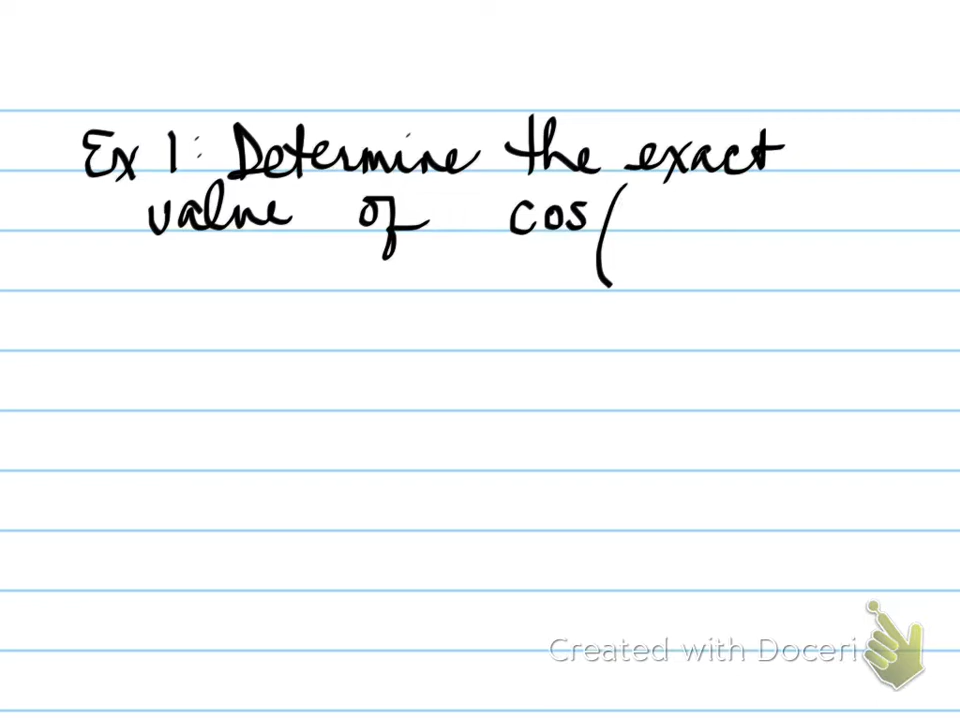 Ex 1: Determine the exact
value of cos(
Created with Doceri